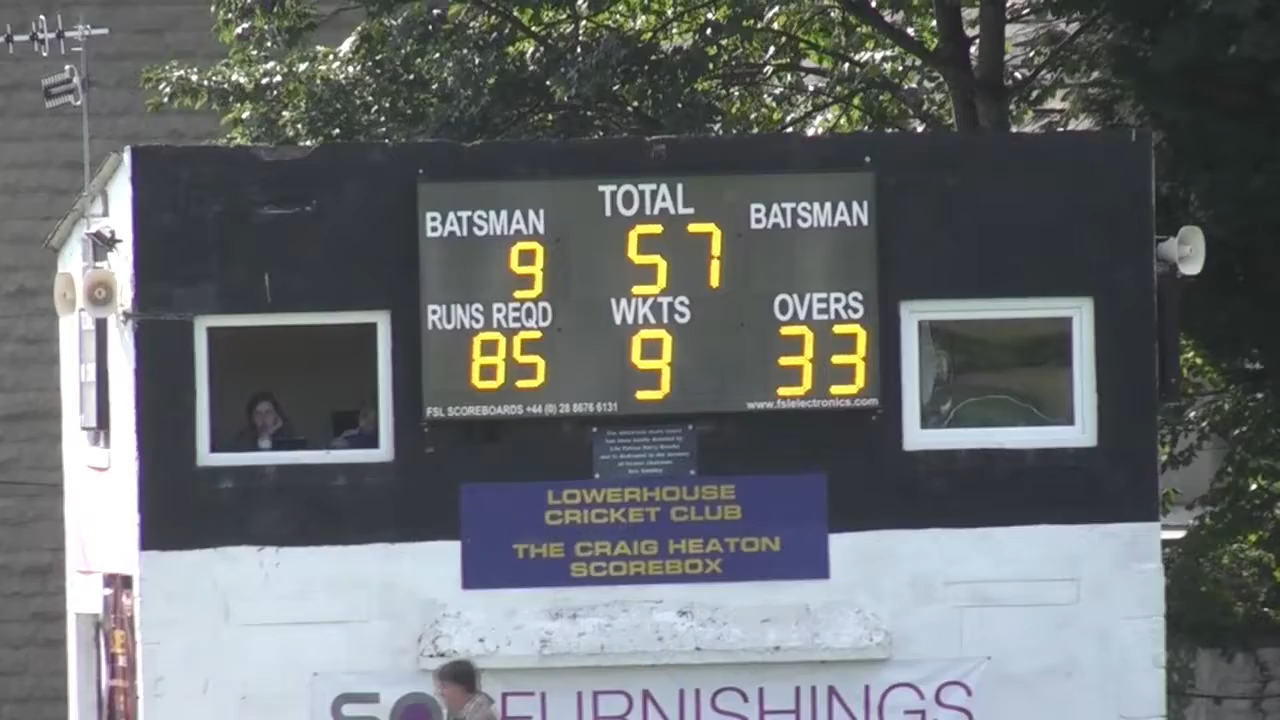 TOTAL
BATSMAN BATSMAN
9 57
RUNS REQD WKTS OVERS
85 9 33
FSL SCOREBOARDS +44 (0) 28 8676 6131 www.fslelectronics.com
LOWERHOUSE
CRICKET CLUB
THE CRAIG HEATON
SCOREBOX
FURNISHINGS